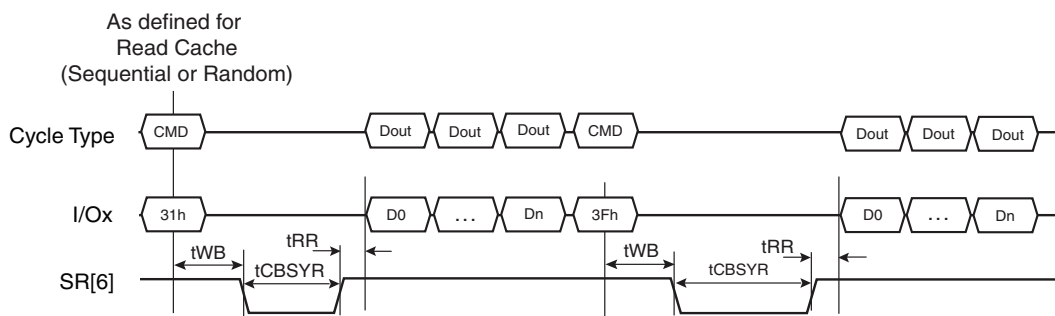 As defined for
Read Cache
(Sequential or Random)
Cycle Type CMD Dout Dout Dout CMD Dout Dout Dout
I/Ox 31h D0 ... Dn 3Fh D0 ... Dn
tWB tRR tWB tRR
SR[6] tCBSYR tCBSYR